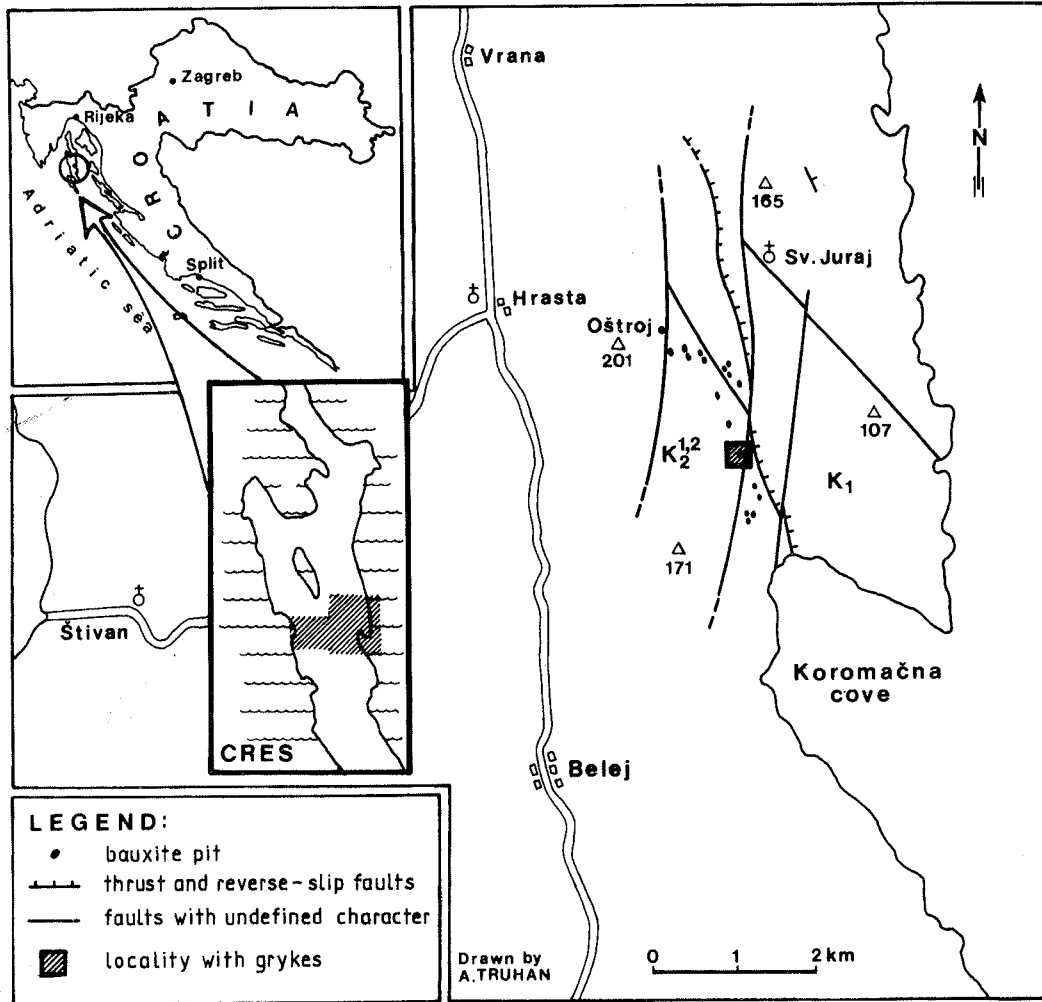 Zagreb
Rijeka
CROATIA
Adriatic sea
Split
Vrana
N
165
Sv. Juraj
Hrasta
Oštroj
201
107
K₂¹,²
K₁
171
Štivan
Koromačna
cove
CRES
Belej
LEGEND:
bauxite pit
thrust and reverse-slip faults
faults with undefined character
locality with grykes
Drawn by
A.TRUHAN
0 1 2 km